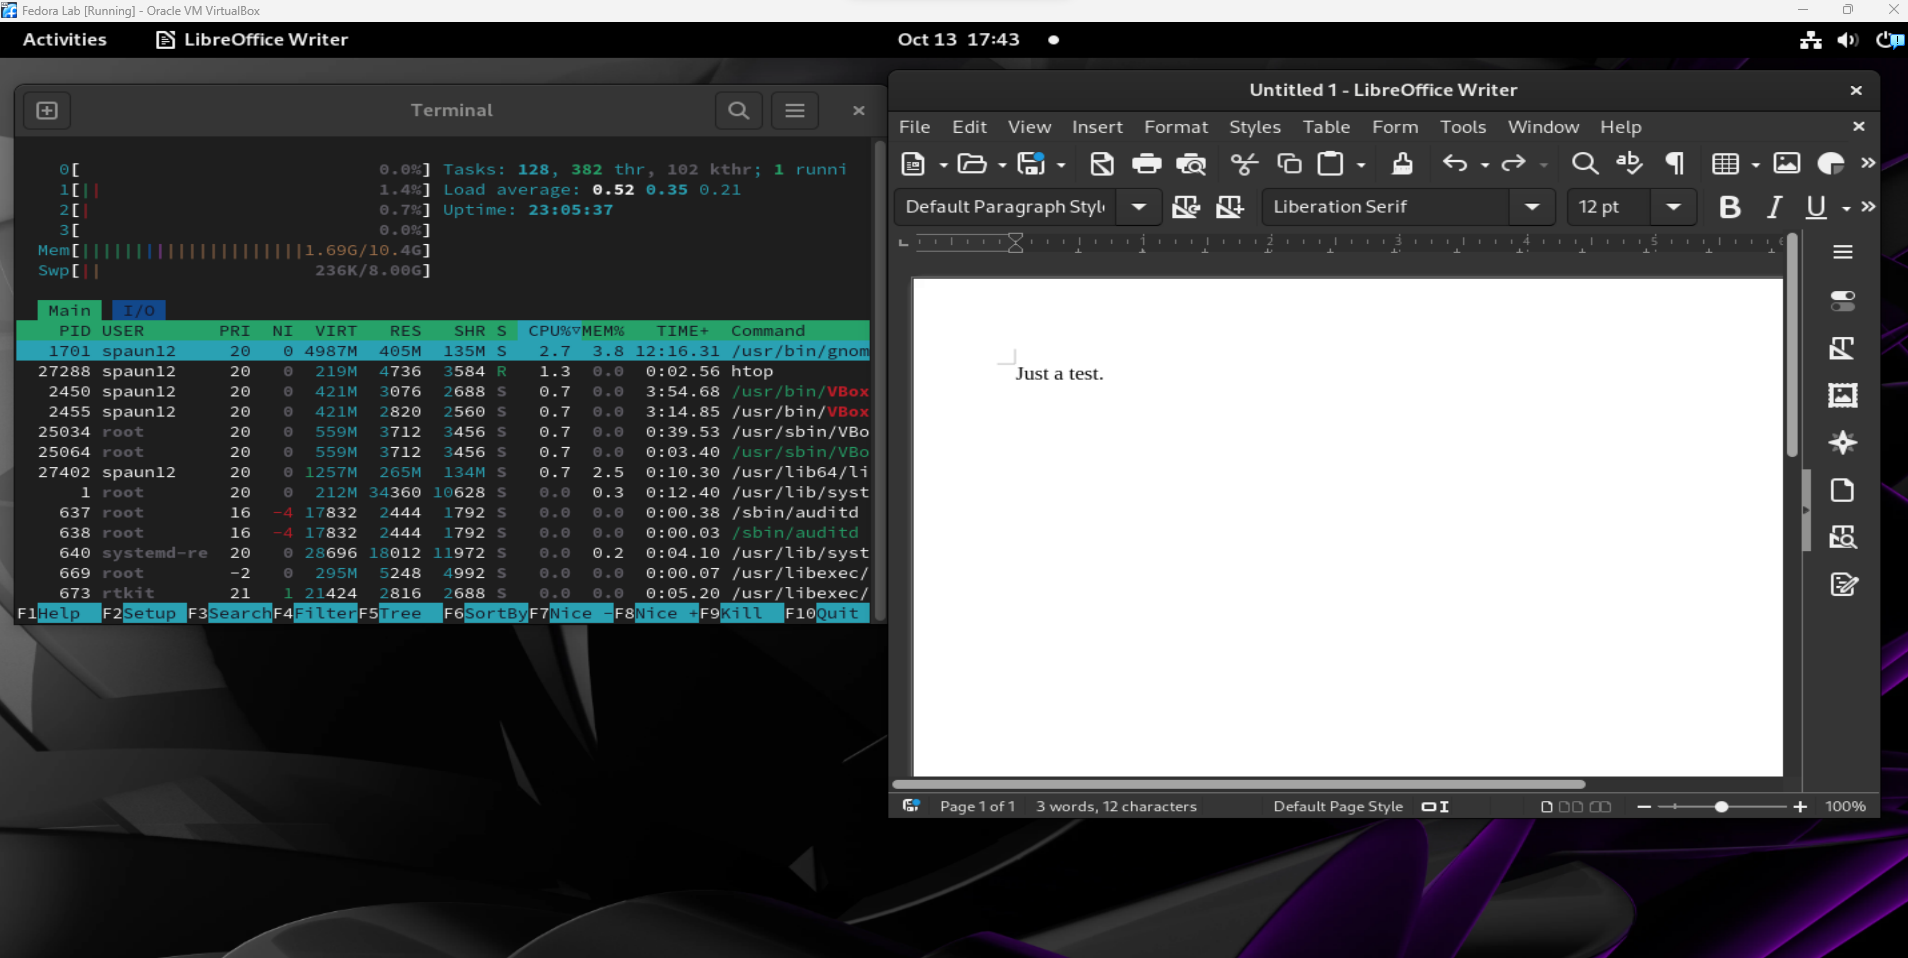 Fedora Lab [Running] - Oracle VM VirtualBox
Activities LibreOffice Writer Oct 13 17:43
Terminal
0[ 0.0%] Tasks: 128, 382 thr, 102 kthr; 1 runni
1[|| 1.4%] Load average: 0.52 0.35 0.21
2[| 0.7%] Uptime: 23:05:37
3[ 0.0%]
Mem[||||||||||||||||||||||1.69G/10.4G]
Swp[|| 236K/8.00G]
Main I/O
PID USER PRI NI VIRT RES SHR S CPU%▽MEM% TIME+ Command
1701 spaun12 20 0 4987M 405M 135M S 2.7 3.8 12:16.31 /usr/bin/gnom
27288 spaun12 20 0 219M 4736 3584 R 1.3 0.0 0:02.56 htop
2450 spaun12 20 0 421M 3076 2688 S 0.7 0.0 3:54.68 /usr/bin/VBox
2455 spaun12 20 0 421M 2820 2560 S 0.7 0.0 3:14.85 /usr/bin/VBox
25034 root 20 0 559M 3712 3456 S 0.7 0.0 0:39.53 /usr/sbin/VBo
25064 root 20 0 559M 3712 3456 S 0.7 0.0 0:03.40 /usr/sbin/VBo
27402 spaun12 20 0 1257M 265M 134M S 0.7 2.5 0:10.30 /usr/lib64/li
1 root 20 0 212M 34360 10628 S 0.0 0.3 0:12.40 /usr/lib/syst
637 root 16 -4 17832 2444 1792 S 0.0 0.0 0:00.38 /sbin/auditd
638 root 16 -4 17832 2444 1792 S 0.0 0.0 0:00.03 /sbin/auditd
640 systemd-re 20 0 28696 18012 11972 S 0.0 0.2 0:04.10 /usr/lib/syst
669 root -2 0 295M 5248 4992 S 0.0 0.0 0:00.07 /usr/libexec/
673 rtkit 21 1 21424 2816 2688 S 0.0 0.0 0:05.20 /usr/libexec/
F1Help F2Setup F3SearchF4FilterF5Tree F6SortByF7Nice -F8Nice +F9Kill F10Quit
Untitled 1 - LibreOffice Writer
File Edit View Insert Format Styles Table Form Tools Window Help
Default Paragraph Style Liberation Serif 12 pt B I U
1 2 3 4 5 6
Just a test.
Page 1 of 1 3 words, 12 characters Default Page Style 100%